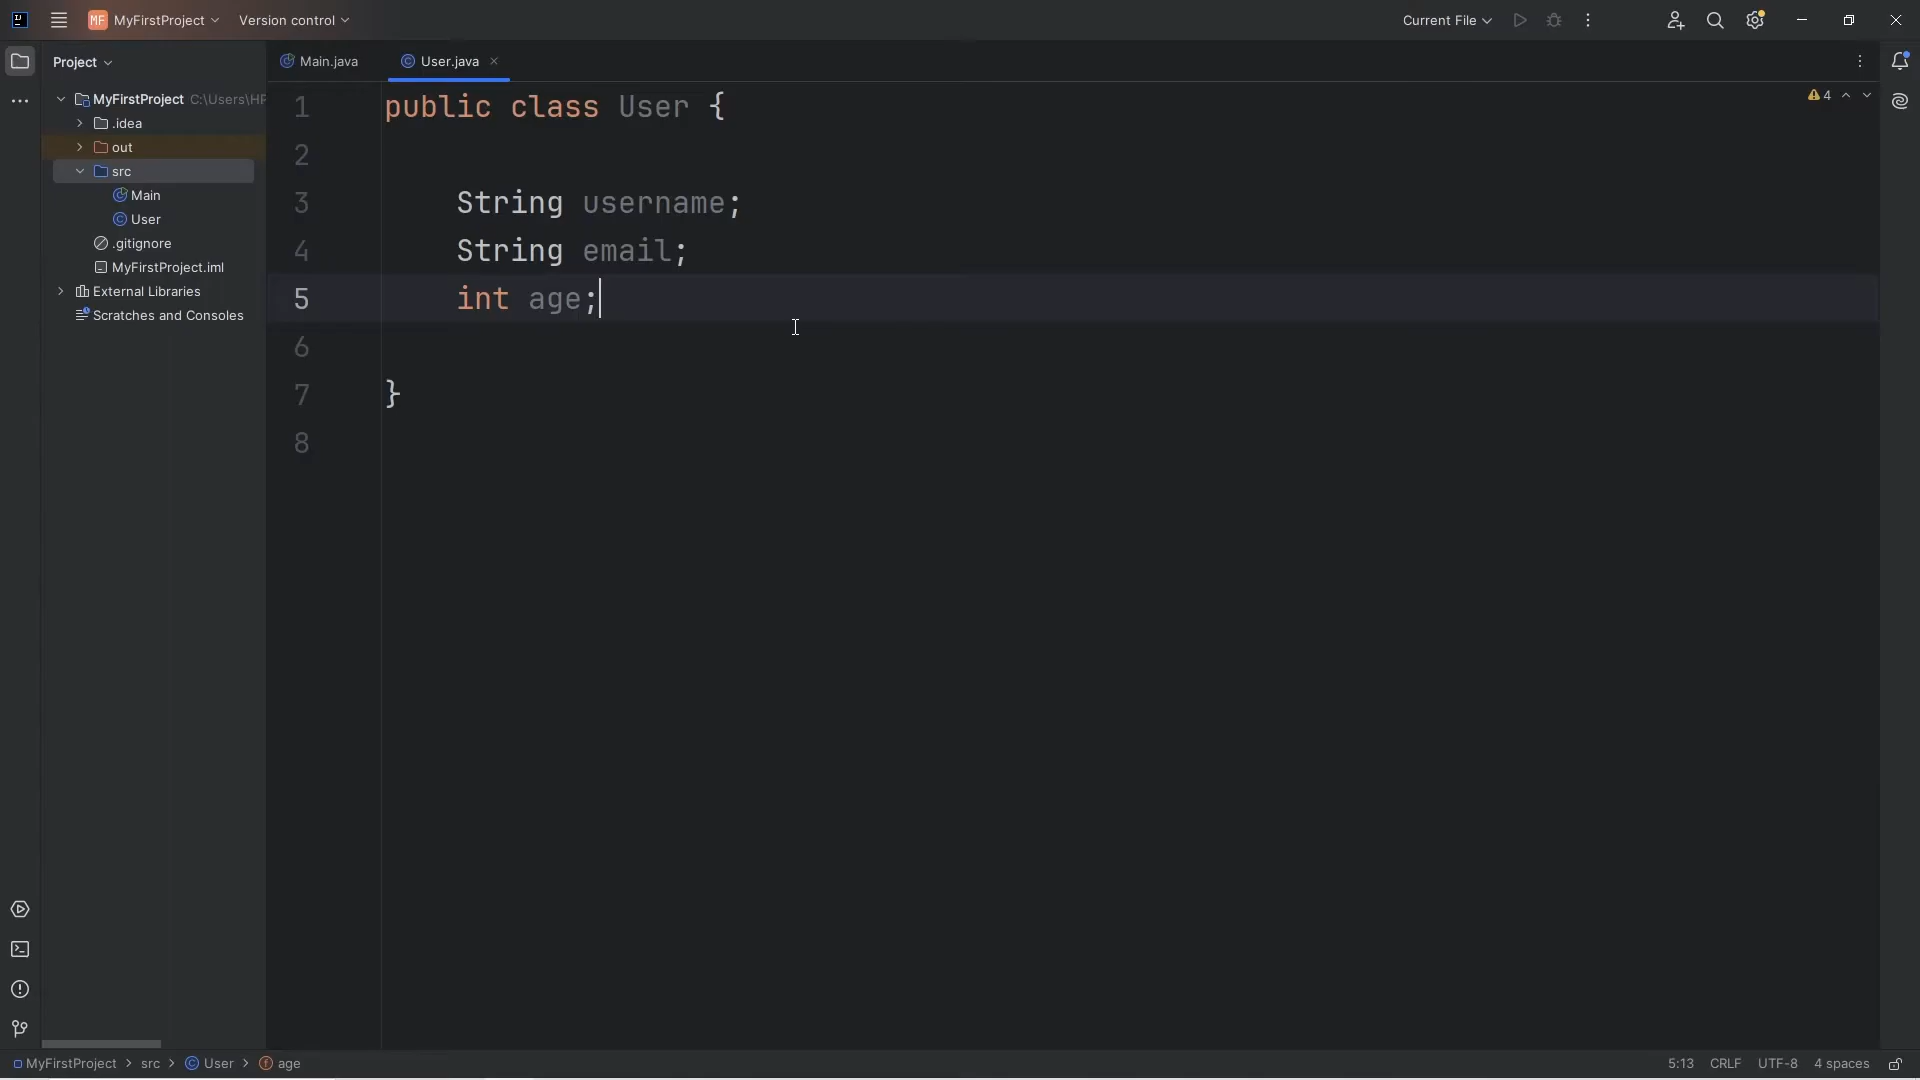 MF MyFirstProject Version control Current File
Project
Main.java User.java
MyFirstProject C:\Users\HP
.idea
out
src
Main
User
.gitignore
MyFirstProject.iml
External Libraries
Scratches and Consoles
4
1 public class User {
2
3 String username;
4 String email;
5 int age;
6
7 }
8
MyFirstProject > src > User > age 5:13 CRLF UTF-8 4 spaces